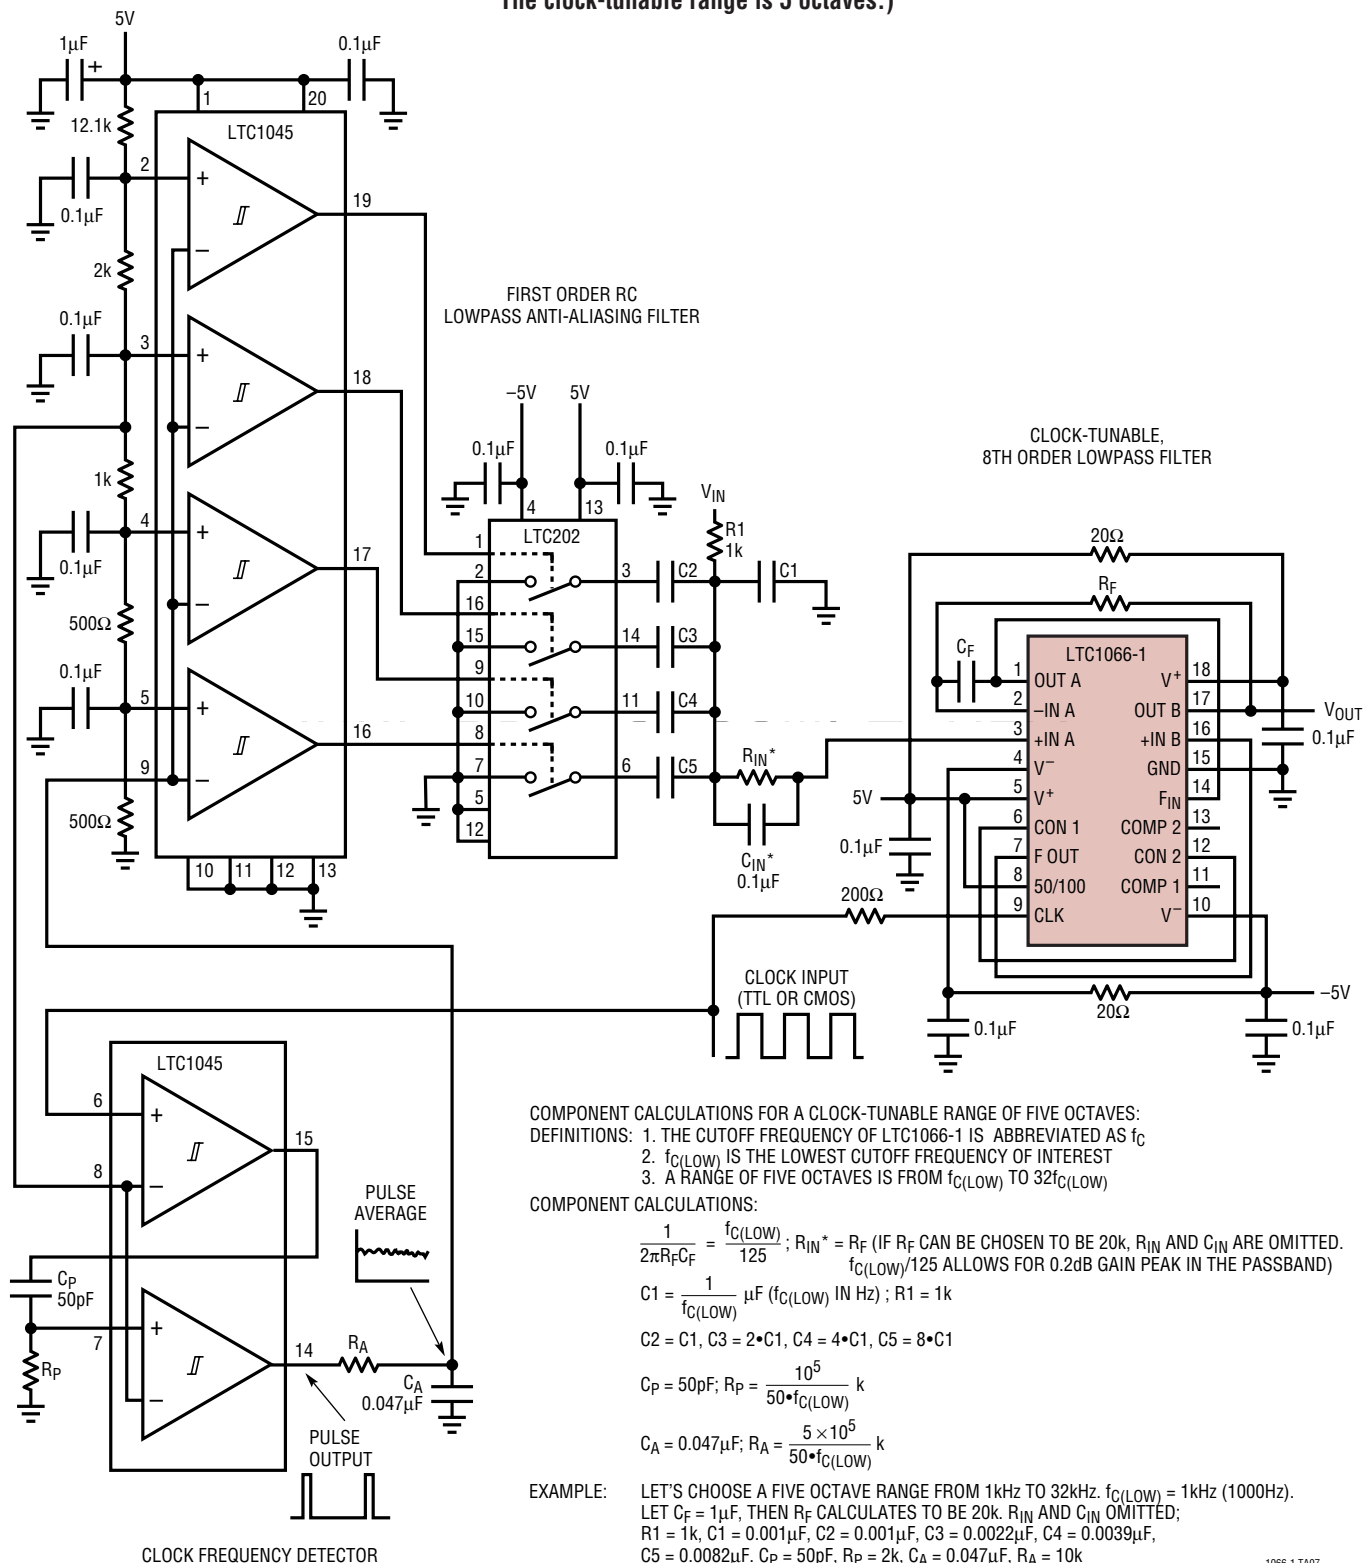 The clock-tunable range is 5 octaves.)
5V
1µF
+
0.1µF
1
20
12.1k
LTC1045
2
+
19
0.1µF
–
2k
FIRST ORDER RC
LOWPASS ANTI-ALIASING FILTER
0.1µF
3
+
18
–
–5V
5V
CLOCK-TUNABLE,
8TH ORDER LOWPASS FILTER
0.1µF
0.1µF
1k
4
13
VIN
4
+
17
0.1µF
–
LTC202
R1
1k
1
2
3
C2
C1
16
15
14
C3
9
10
11
C4
8
7
6
C5
5
12
500Ω
0.1µF
5
+
16
9
–
500Ω
10
11
12
13
RIN*
CIN*
0.1µF
20Ω
RF
CF
LTC1066-1
1
OUT A
V+
18
2
–IN A
OUT B
17
VOUT
3
+IN A
+IN B
16
0.1µF
4
V–
GND
15
5V
5
V+
FIN
14
6
CON 1
COMP 2
13
0.1µF
7
F OUT
CON 2
12
8
50/100
COMP 1
11
200Ω
9
CLK
V–
10
CLOCK INPUT
(TTL OR CMOS)
20Ω
–5V
0.1µF
0.1µF
LTC1045
6
+
15
8
–
PULSE
AVERAGE
CP
50pF
7
+
14
RA
RP
–
CA
0.047µF
PULSE
OUTPUT
CLOCK FREQUENCY DETECTOR
COMPONENT CALCULATIONS FOR A CLOCK-TUNABLE RANGE OF FIVE OCTAVES:
DEFINITIONS: 1. THE CUTOFF FREQUENCY OF LTC1066-1 IS ABBREVIATED AS fC
2. fC(LOW) IS THE LOWEST CUTOFF FREQUENCY OF INTEREST
3. A RANGE OF FIVE OCTAVES IS FROM fC(LOW) TO 32fC(LOW)
COMPONENT CALCULATIONS:
1/2πRFCF = fC(LOW)/125 ; RIN* = RF (IF RF CAN BE CHOSEN TO BE 20k, RIN AND CIN ARE OMITTED.
fC(LOW)/125 ALLOWS FOR 0.2dB GAIN PEAK IN THE PASSBAND)
C1 = 1/fC(LOW) µF (fC(LOW) IN Hz) ; R1 = 1k
C2 = C1, C3 = 2•C1, C4 = 4•C1, C5 = 8•C1
CP = 50pF; RP = 10^5/50•fC(LOW) k
CA = 0.047µF; RA = 5 × 10^5/50•fC(LOW) k
EXAMPLE: LET'S CHOOSE A FIVE OCTAVE RANGE FROM 1kHz TO 32kHz. fC(LOW) = 1kHz (1000Hz).
LET CF = 1µF, THEN RF CALCULATES TO BE 20k. RIN AND CIN OMITTED;
R1 = 1k, C1 = 0.001µF, C2 = 0.001µF, C3 = 0.0022µF, C4 = 0.0039µF,
C5 = 0.0082µF. CP = 50pF, RP = 2k, CA = 0.047µF, RA = 10k
1066-1 TA07